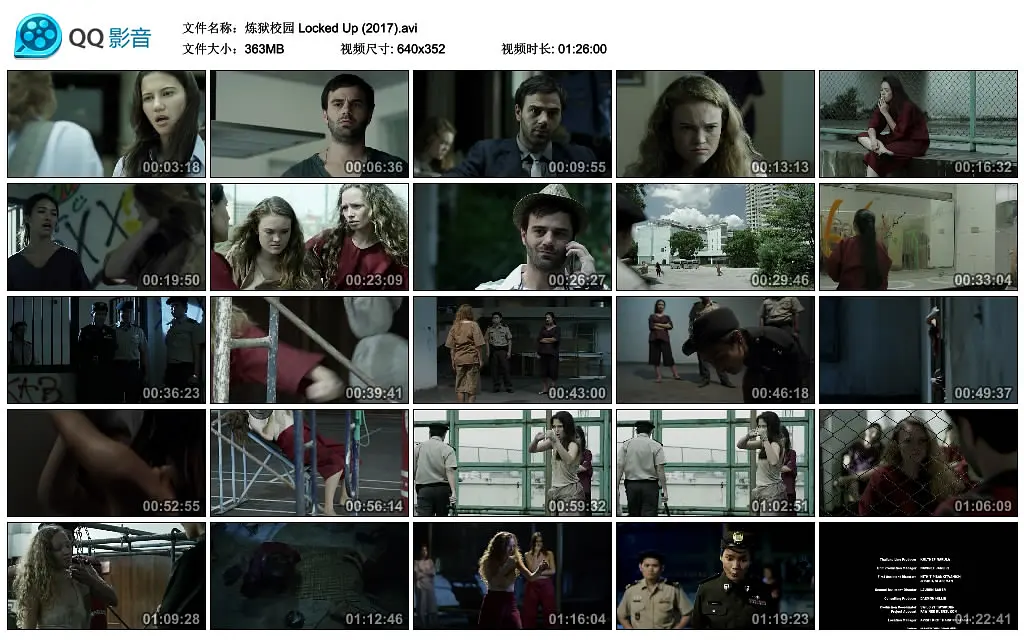 QQ影音
文件名称: 炼狱校园 Locked Up (2017).avi
文件大小: 363MB 视频尺寸: 640x352 视频时长: 01:26:00
00:03:18 00:06:36 00:09:55 00:13:13 00:16:32
00:19:50 00:23:09 00:26:27 00:29:46 00:33:04
00:36:23 00:39:41 00:43:00 00:46:18 00:49:37
00:52:55 00:56:14 00:59:32 01:02:51 01:06:09
01:09:28 01:12:46 01:16:04 01:19:23 01:22:41